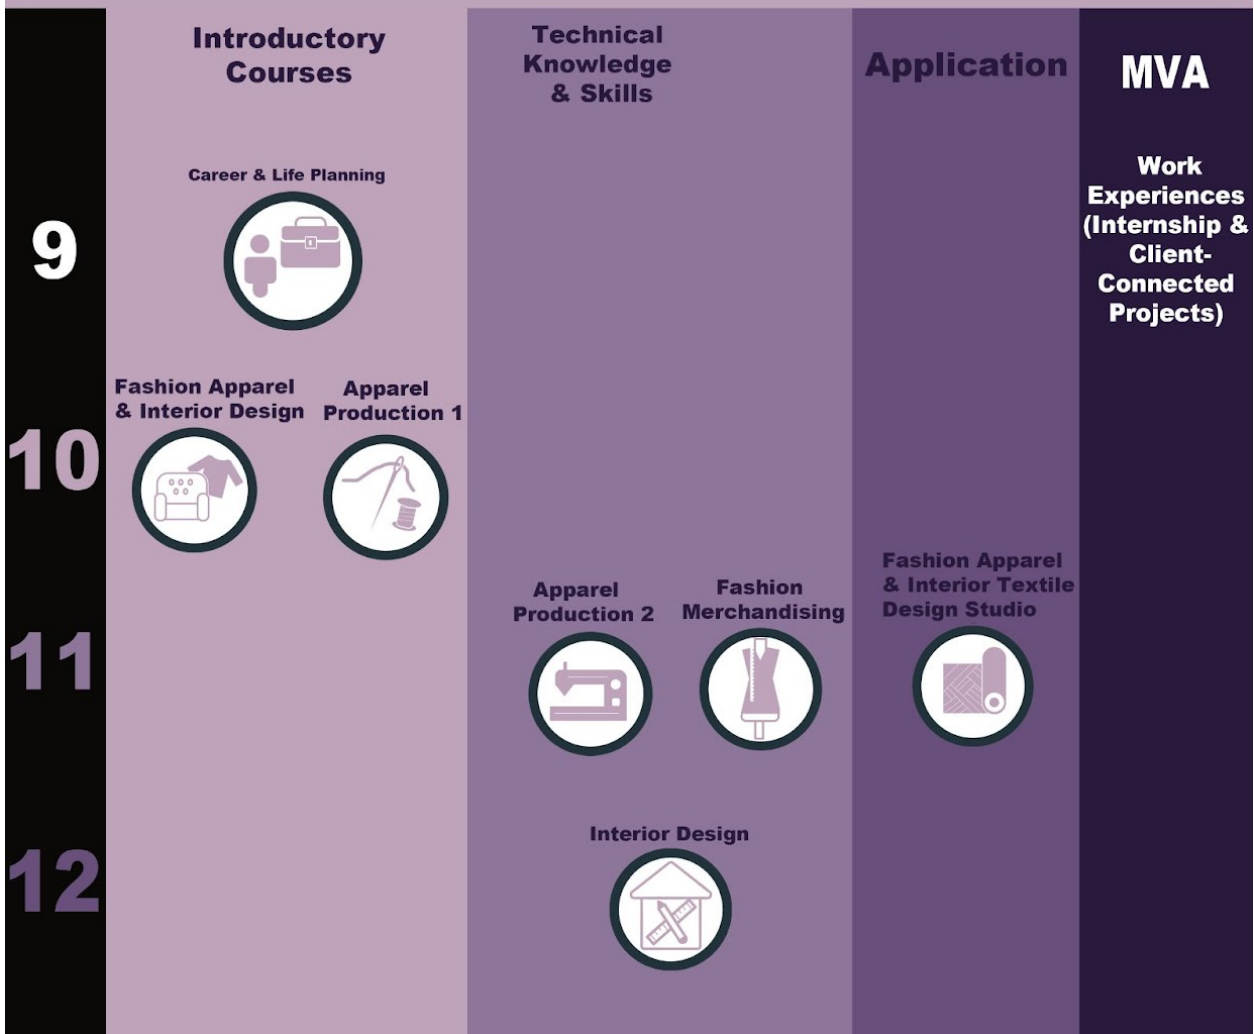 Introductory
Courses
Technical
Knowledge
& Skills
Application
MVA
Work
Experiences
(Internship &
Client-
Connected
Projects)
9
Career & Life Planning
10
Fashion Apparel
& Interior Design
Apparel
Production 1
11
Apparel
Production 2
Fashion
Merchandising
Fashion Apparel
& Interior Textile
Design Studio
12
Interior Design